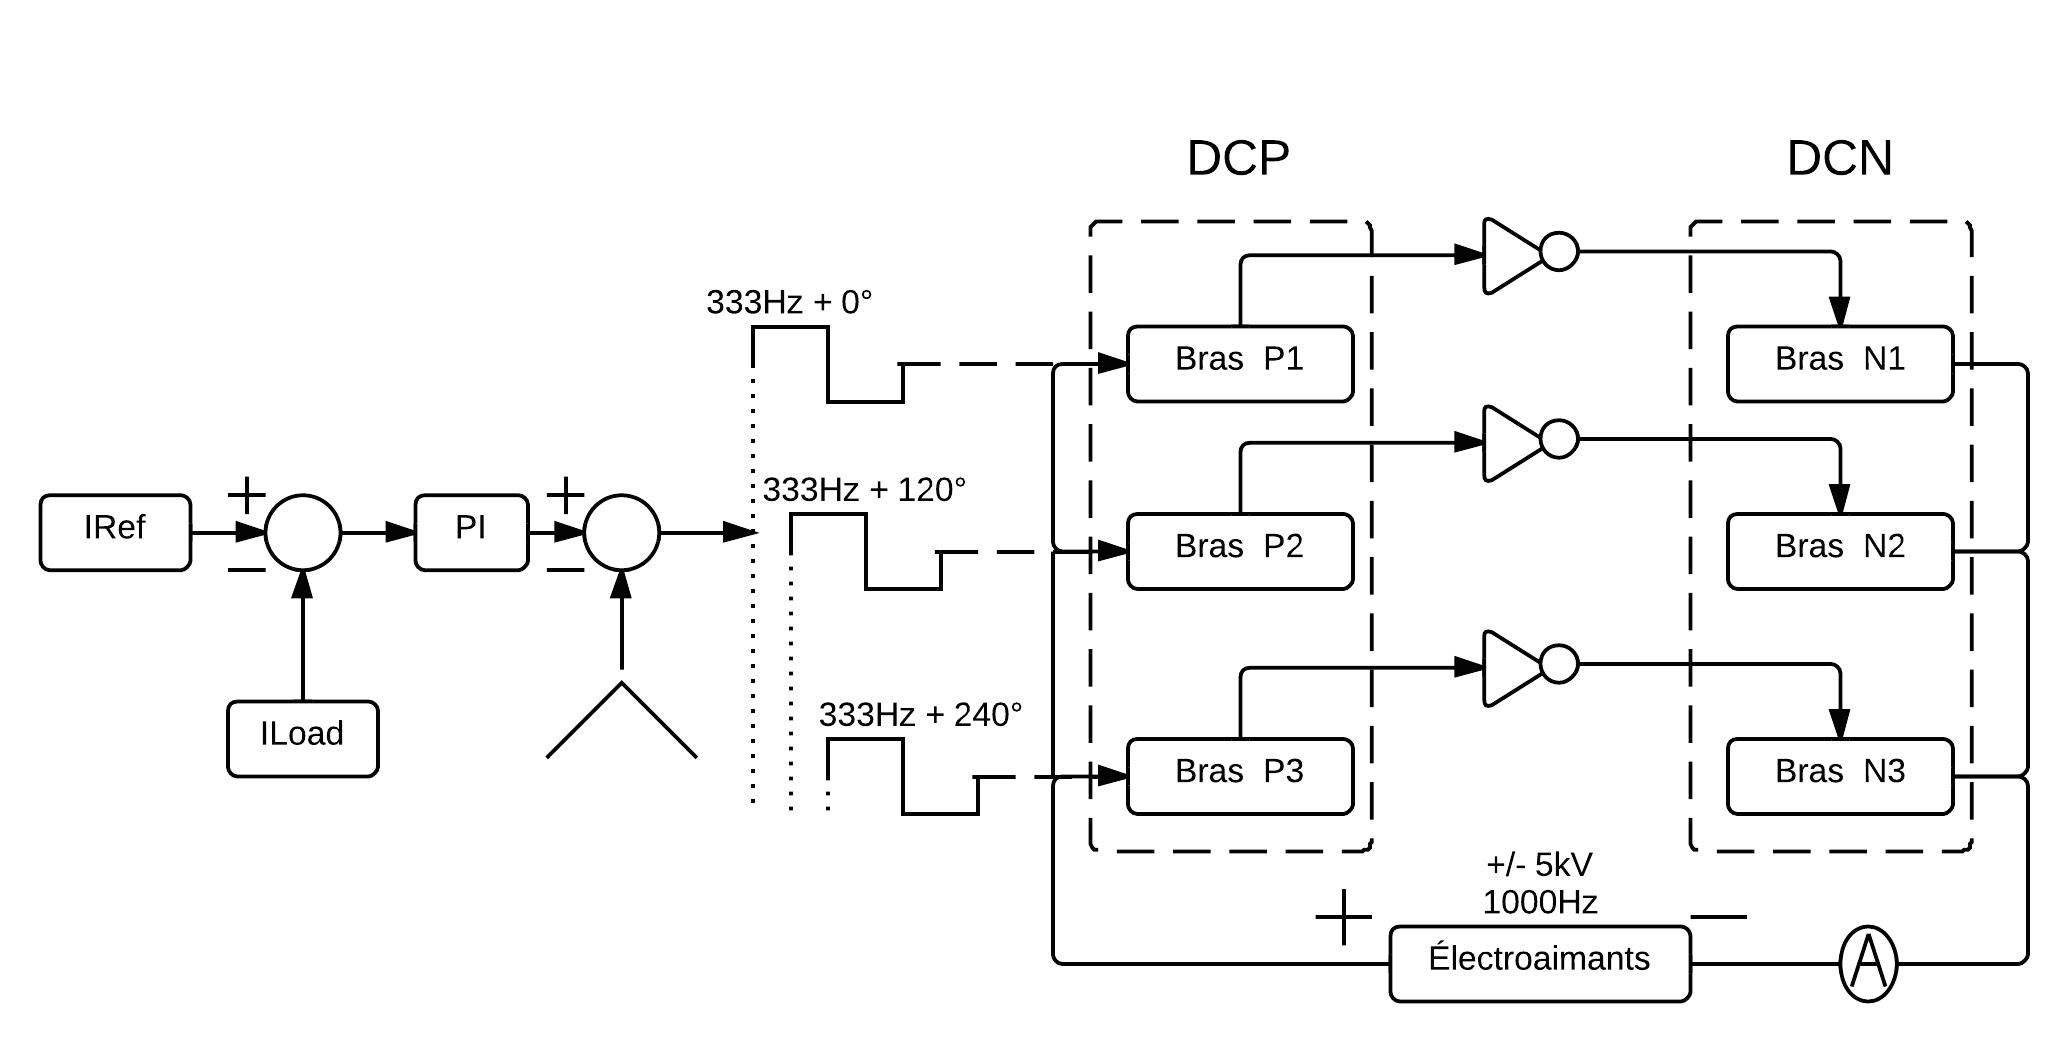 DCP
DCN
333Hz + 0°
Bras P1
Bras N1
333Hz + 120°
IRef
PI
Bras P2
Bras N2
333Hz + 240°
ILoad
Bras P3
Bras N3
+/- 5kV
1000Hz
Électroaimants
A